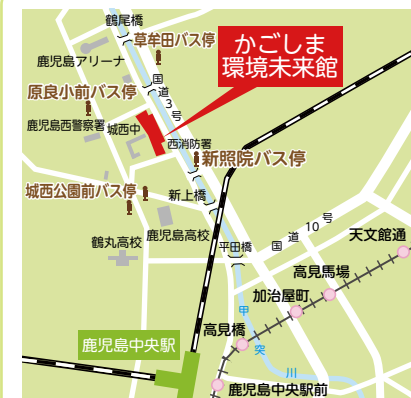 鶴尾橋
草牟田バス停
鹿児島アリーナ
かごしま
環境未来館
国道3号
原良小前バス停
鹿児島西警察署
城西中
西消防署
新照院バス停
城西公園前バス停
新上橋
鶴丸高校
鹿児島高校
平田橋
国道10号
天文館通
高見馬場
加治屋町
甲突川
高見橋
鹿児島中央駅
鹿児島中央駅前